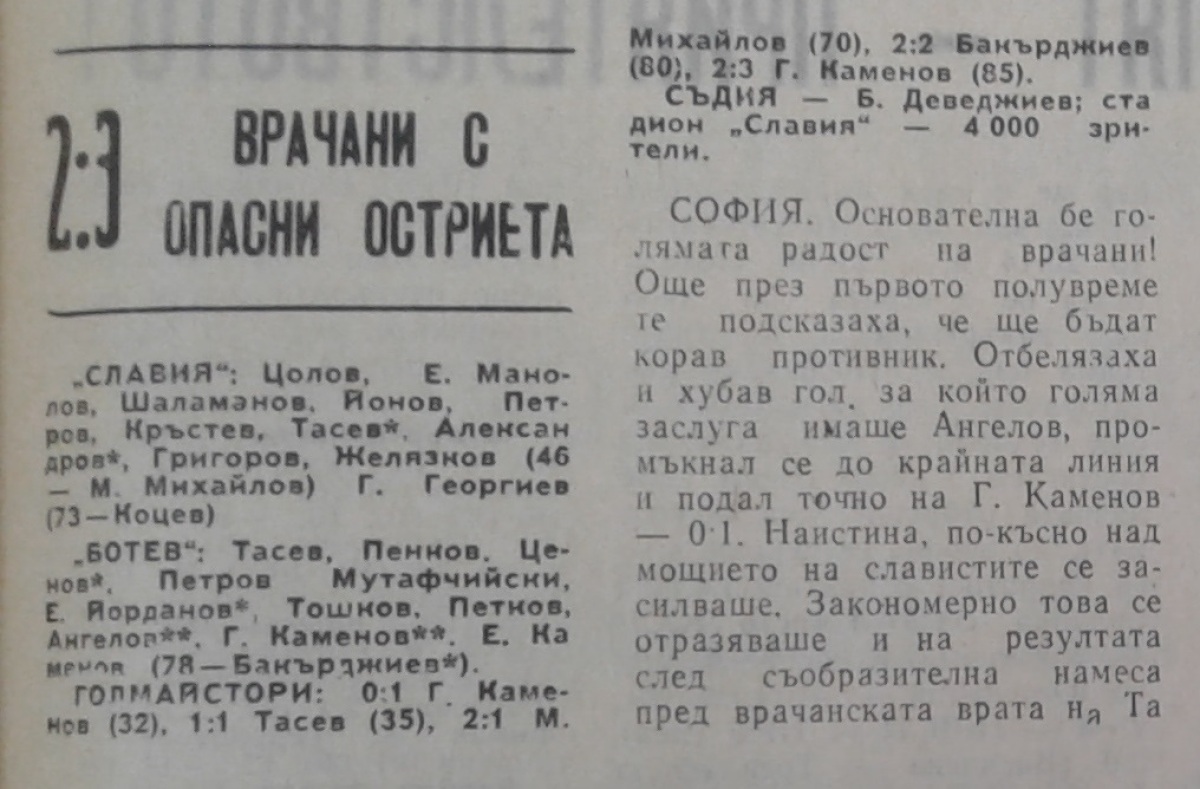 2:3
ВРАЧАНИ С
ОПАСНИ ОСТРИЕТА
„СЛАВИЯ“: Цолов, Е. Мано-
лов, Шаламанов, Йонов, Пет-
ров, Кръстев, Тасев*, Александ
дров*, Григоров, Желязков (46
— М. Михайлов) Г. Георгиев
(73—Коцев)
„БОТЕВ“: Тасев, Пенков, Це-
нов*, Петров Мутафчийски,
Е. Йорданов*, Тошков, Петков,
Ангелов**, Г. Каменов**, Е. Ка
менов (78—Бакърджиев*).
ГОЛМАЙСТОРИ: 0:1 Г. Каме-
нов (32), 1:1 Тасев (35), 2:1 М.
Михайлов (70), 2:2 Бакърджиев
(80), 2:3 Г. Каменов (85).
СЪДИЯ — Б. Деведжиев; ста
дион „Славия“ — 4 000 зри-
тели.
СОФИЯ. Основателна бе го-
лямата радост на врачани!
Още през първото полувреме
те подсказаха, че ще бъдат
корав противник. Отбелязаха
и хубав гол, за който голяма
заслуга имаше Ангелов, про-
мъкнал се до крайната линия
и подал точно на Г. Каменов
— 0:1. Наистина, по-късно над
мощието на славистите се за-
силваше. Закономерно това се
отразяваше и на резултата
след съобразителна намеса
пред врачанската врата на Та